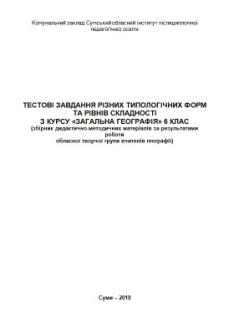 Комунальний заклад Сумський обласний інститут післядипломної
педагогічної освіти
ТЕСТОВІ ЗАВДАННЯ РІЗНИХ ТИПОЛОГІЧНИХ ФОРМ
ТА РІВНІВ СКЛАДНОСТІ
З КУРСУ «ЗАГАЛЬНА ГЕОГРАФІЯ» 6 КЛАС
(збірник дидактично-методичних матеріалів за результатами
роботи
обласної творчої групи вчителів географії)
Суми – 2018